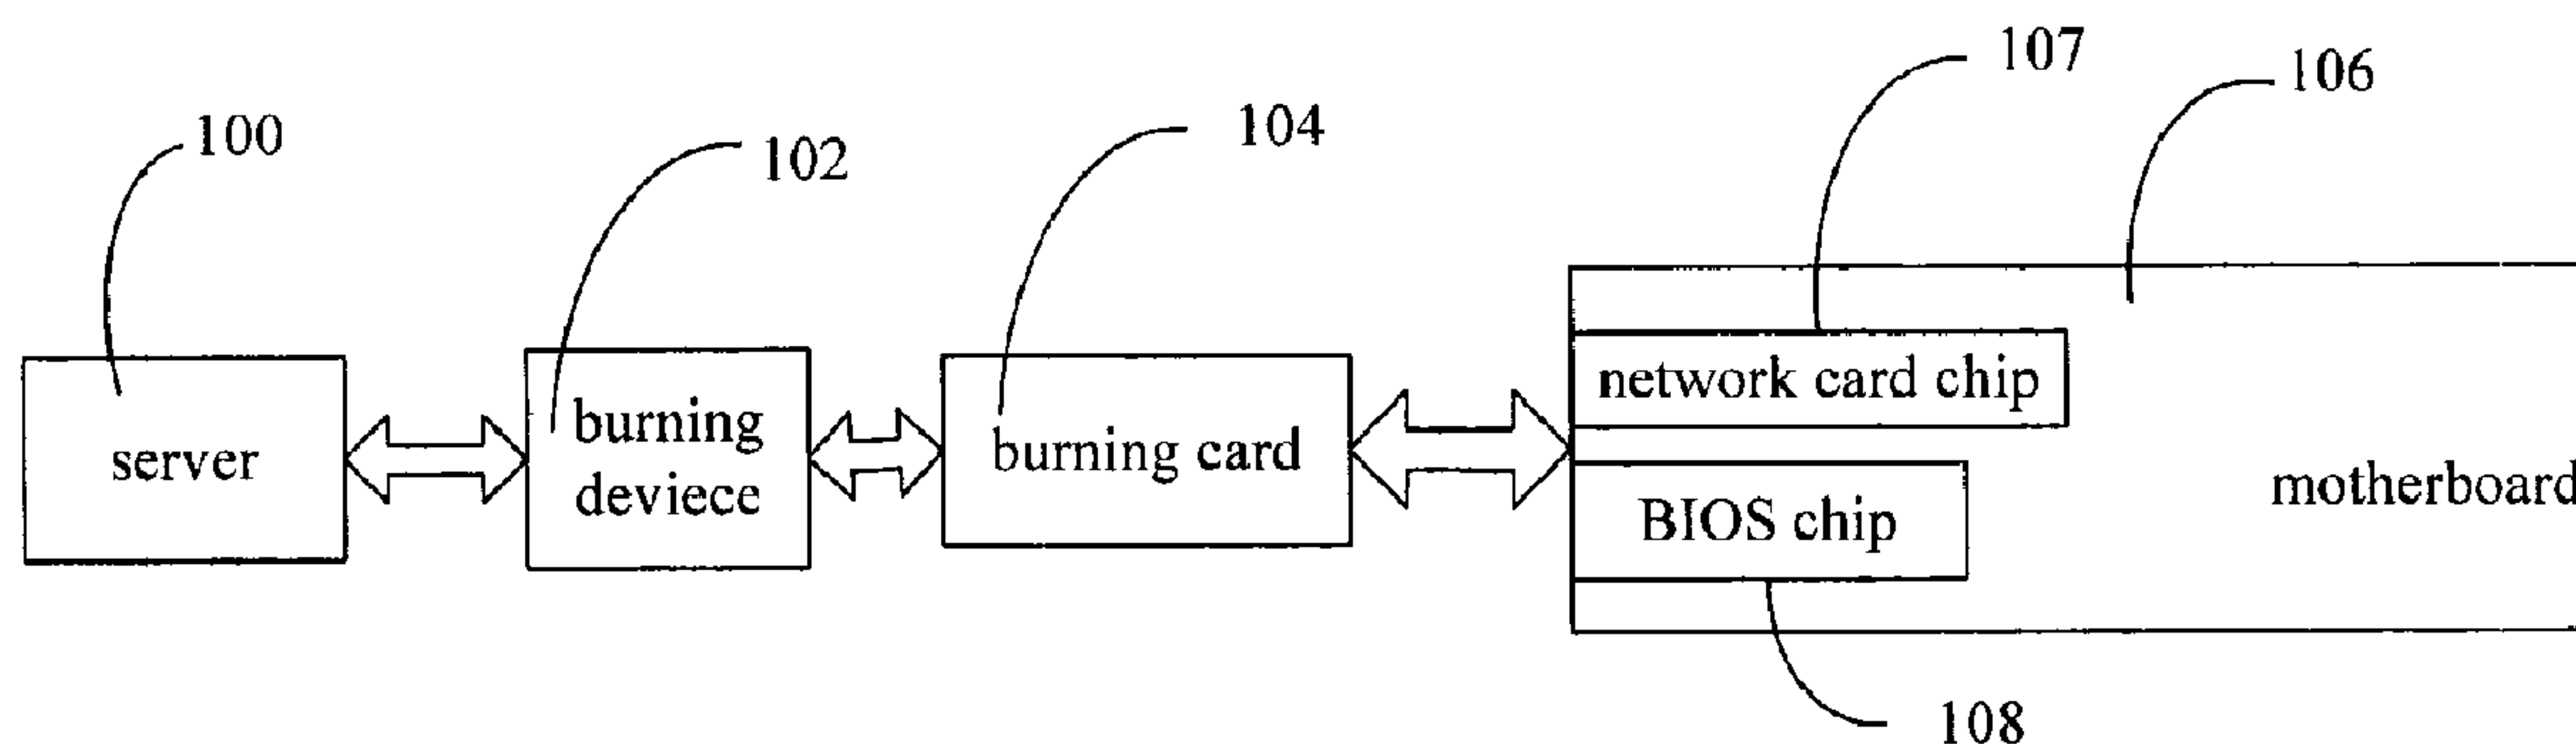 107
106
100
104
102
network card chip
burning
deviece
server
burning card
BIOS chip
motherboard
108